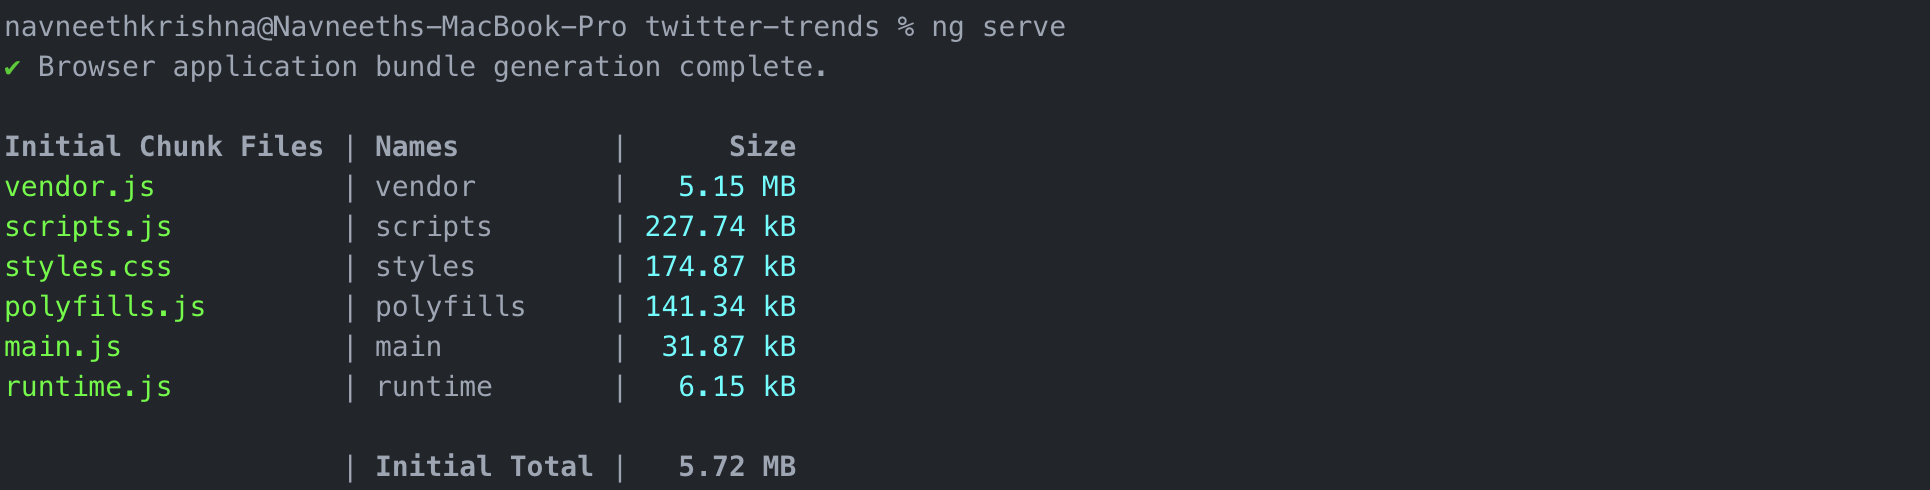 navneethkrishna@Navneeths-MacBook-Pro twitter-trends % ng serve
✔ Browser application bundle generation complete.
Initial Chunk Files | Names         |      Size
vendor.js           | vendor        |   5.15 MB
scripts.js          | scripts       | 227.74 kB
styles.css          | styles        | 174.87 kB
polyfills.js        | polyfills     | 141.34 kB
main.js             | main          |  31.87 kB
runtime.js          | runtime       |   6.15 kB
                    | Initial Total |   5.72 MB